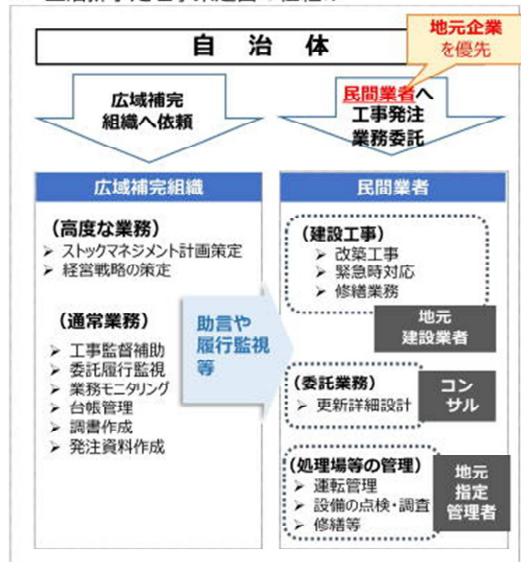 自治体
地元企業
を優先
広域補完
組織へ依頼
民間業者へ
工事発注
業務委託
広域補完組織
(高度な業務)
➢ ストックマネジメント計画策定
➢ 経営戦略の策定
(通常業務)
➢ 工事監督補助
➢ 委託履行監視
➢ 業務モニタリング
➢ 台帳管理
➢ 調書作成
➢ 発注資料作成
助言や
履行監視
等
民間業者
(建設工事)
➢ 改築工事
➢ 緊急時対応
➢ 修繕業務
地元
建設業者
(委託業務)
➢ 更新詳細設計
コン
サル
(処理場等の管理)
➢ 運転管理
➢ 設備の点検・調査
➢ 修繕等
地元
指定
管理者